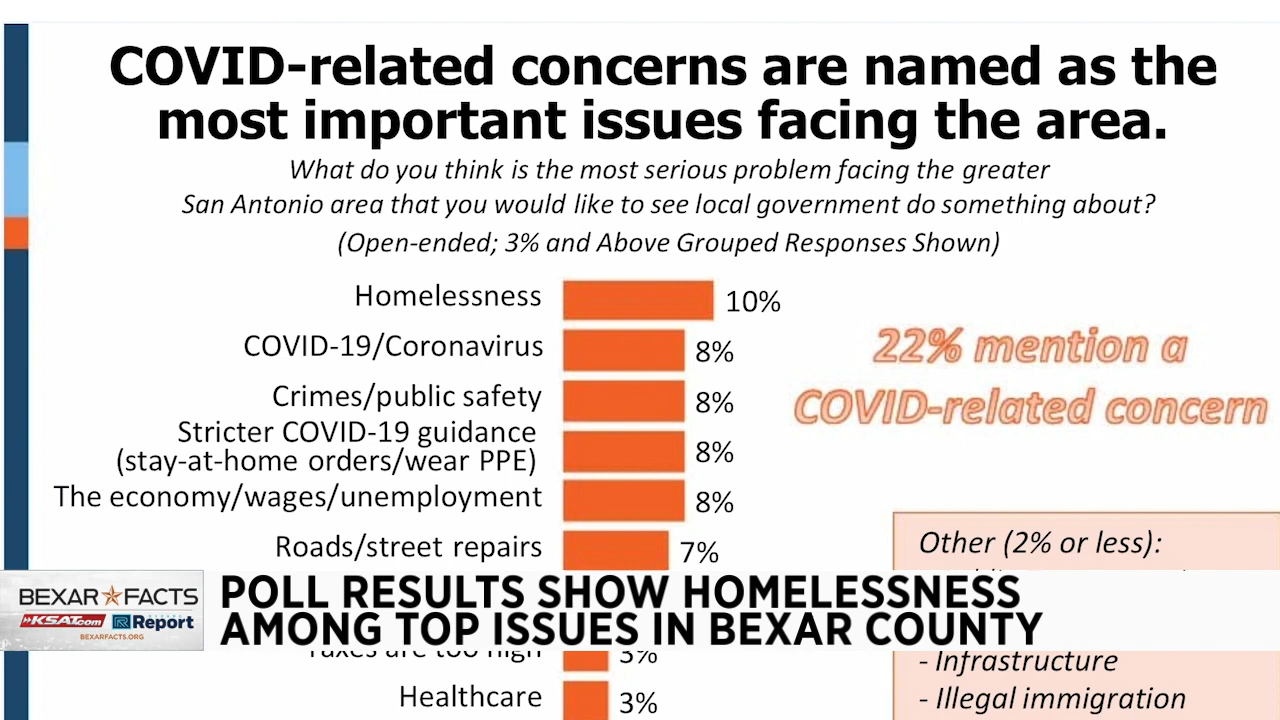 COVID-related concerns are named as the
most important issues facing the area.
What do you think is the most serious problem facing the greater
San Antonio area that you would like to see local government do something about?
(Open-ended; 3% and Above Grouped Responses Shown)
Homelessness 10%
COVID-19/Coronavirus 8%
Crimes/public safety 8%
Stricter COVID-19 guidance
(stay-at-home orders/wear PPE) 8%
The economy/wages/unemployment 8%
Roads/street repairs 7%
22% mention a
COVID-related concern
Other (2% or less):
BEXAR FACTS
KSAT.com Report
BEXARFACTS.ORG
POLL RESULTS SHOW HOMELESSNESS
AMONG TOP ISSUES IN BEXAR COUNTY
Taxes are too high 3%
Healthcare 3%
- Infrastructure
- Illegal immigration